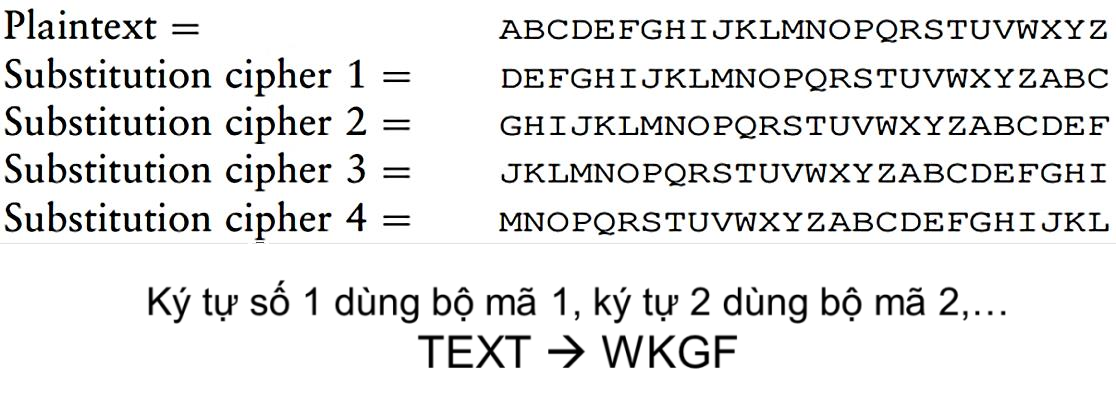 Plaintext = ABCDEFGHIJKLMNOPQRSTUVWXYZ
Substitution cipher 1 = DEFGHIJKLMNOPQRSTUVWXYZABC
Substitution cipher 2 = GHIJKLMNOPQRSTUVWXYZABCDEF
Substitution cipher 3 = JKLMNOPQRSTUVWXYZABCDEFGHI
Substitution cipher 4 = MNOPQRSTUVWXYZABCDEFGHIJKL
Ký tự số 1 dùng bộ mã 1, ký tự 2 dùng bộ mã 2,…
TEXT → WKGF